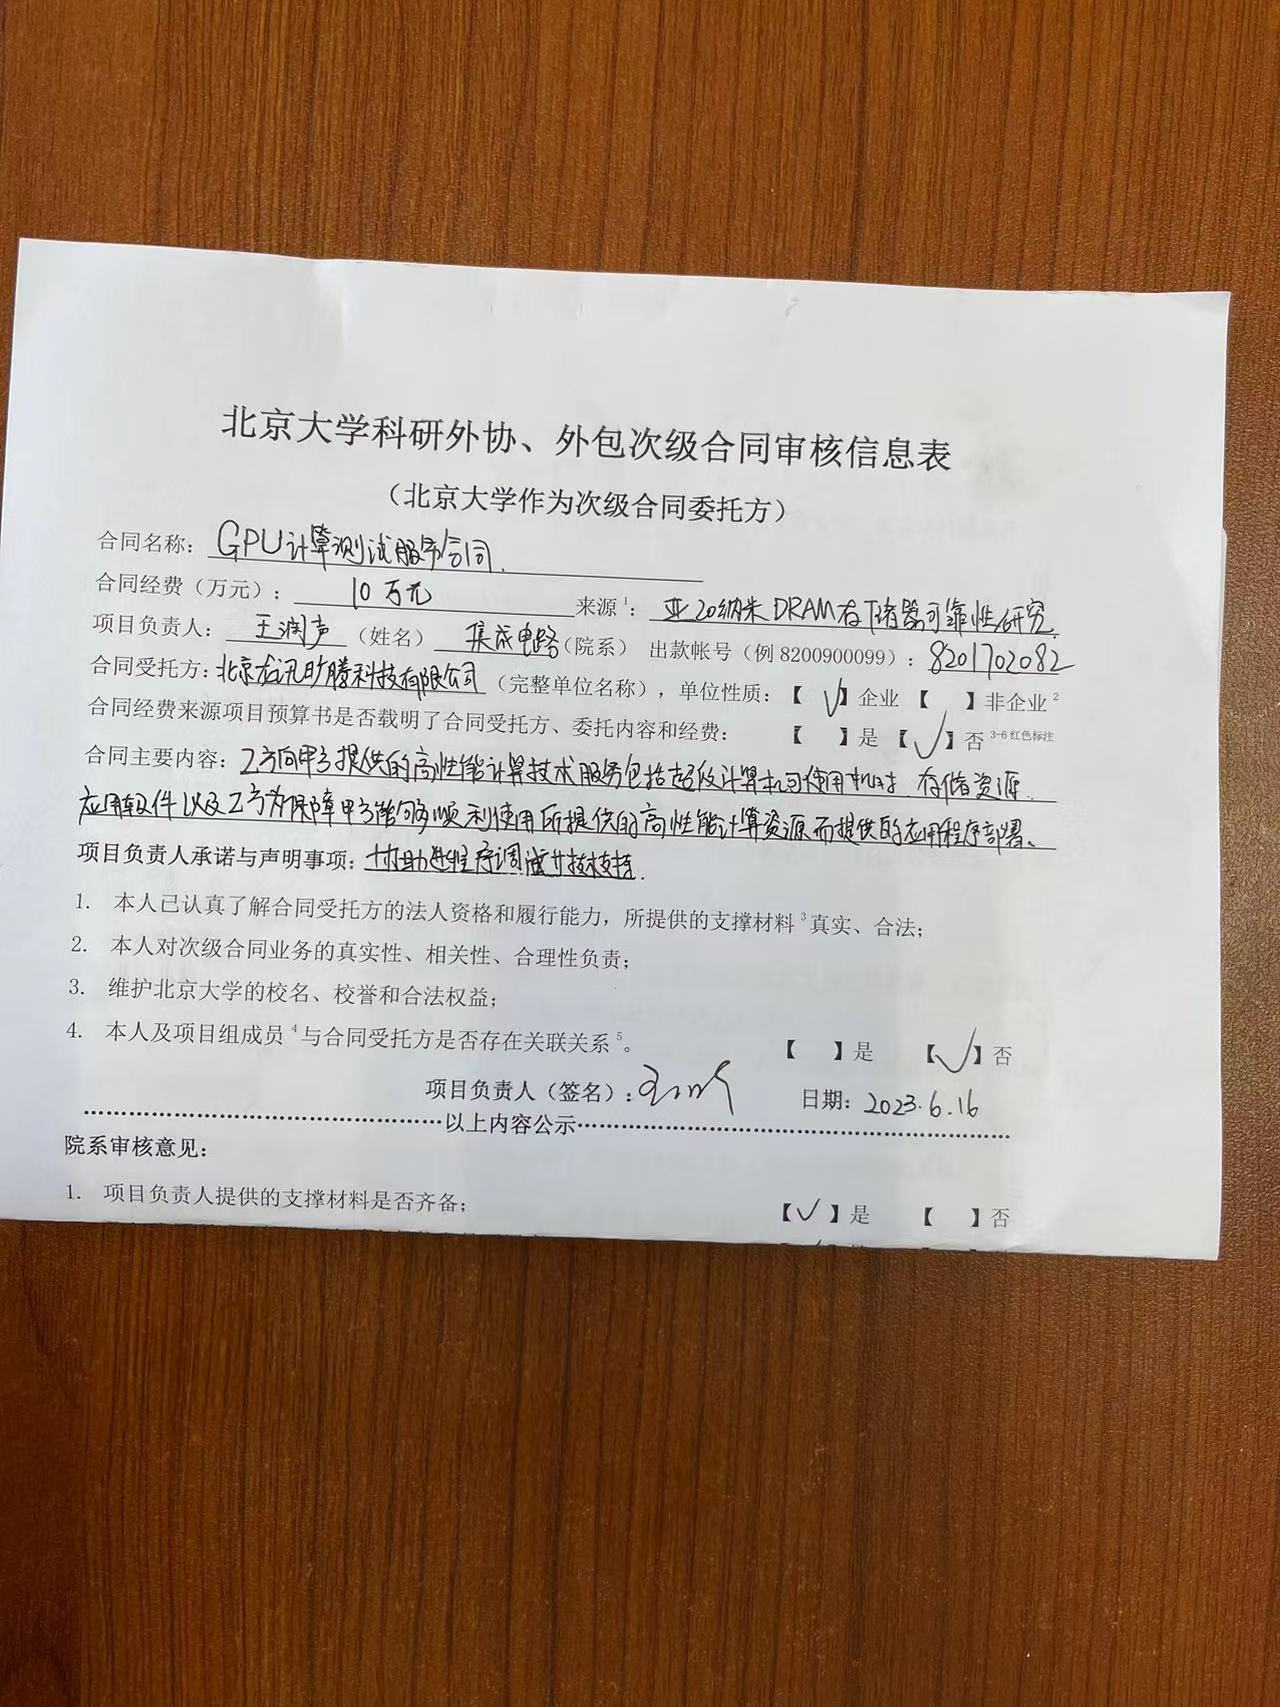 北京大学科研外协、外包次级合同审核信息表
（北京大学作为次级合同委托方）
合同名称：GPU计算测试服务合同.
合同经费（万元）：10万元 来源1：亚20纳米DRAM存储器可靠性研究.
项目负责人：王润声（姓名）集成电路（院系） 出款帐号（例 8200900099）：8201702082
合同受托方：北京龙讯旷腾科技有限公司（完整单位名称），单位性质：【√】企业【 】非企业2
合同经费来源项目预算书是否载明了合同受托方、委托内容和经费：【 】是【√】否 3-6 红色标注
合同主要内容：乙方向甲方提供的高性能计算技术服务包括超级计算机可使用机时、存储资源、
应用软件以及乙方为保障甲方能够顺利使用所提供的高性能计算资源而提供的应用程序部署、
项目负责人承诺与声明事项：协助进程序调试升技术支持.
1. 本人已认真了解合同受托方的法人资格和履行能力，所提供的支撑材料3真实、合法；
2. 本人对次级合同业务的真实性、相关性、合理性负责；
3. 维护北京大学的校名、校誉和合法权益；
4. 本人及项目组成员4与合同受托方是否存在关联关系5。 【 】是 【√】否
项目负责人（签名）： 日期：2023.6.16
以上内容公示
院系审核意见：
1. 项目负责人提供的支撑材料是否齐备； 【√】是 【 】否